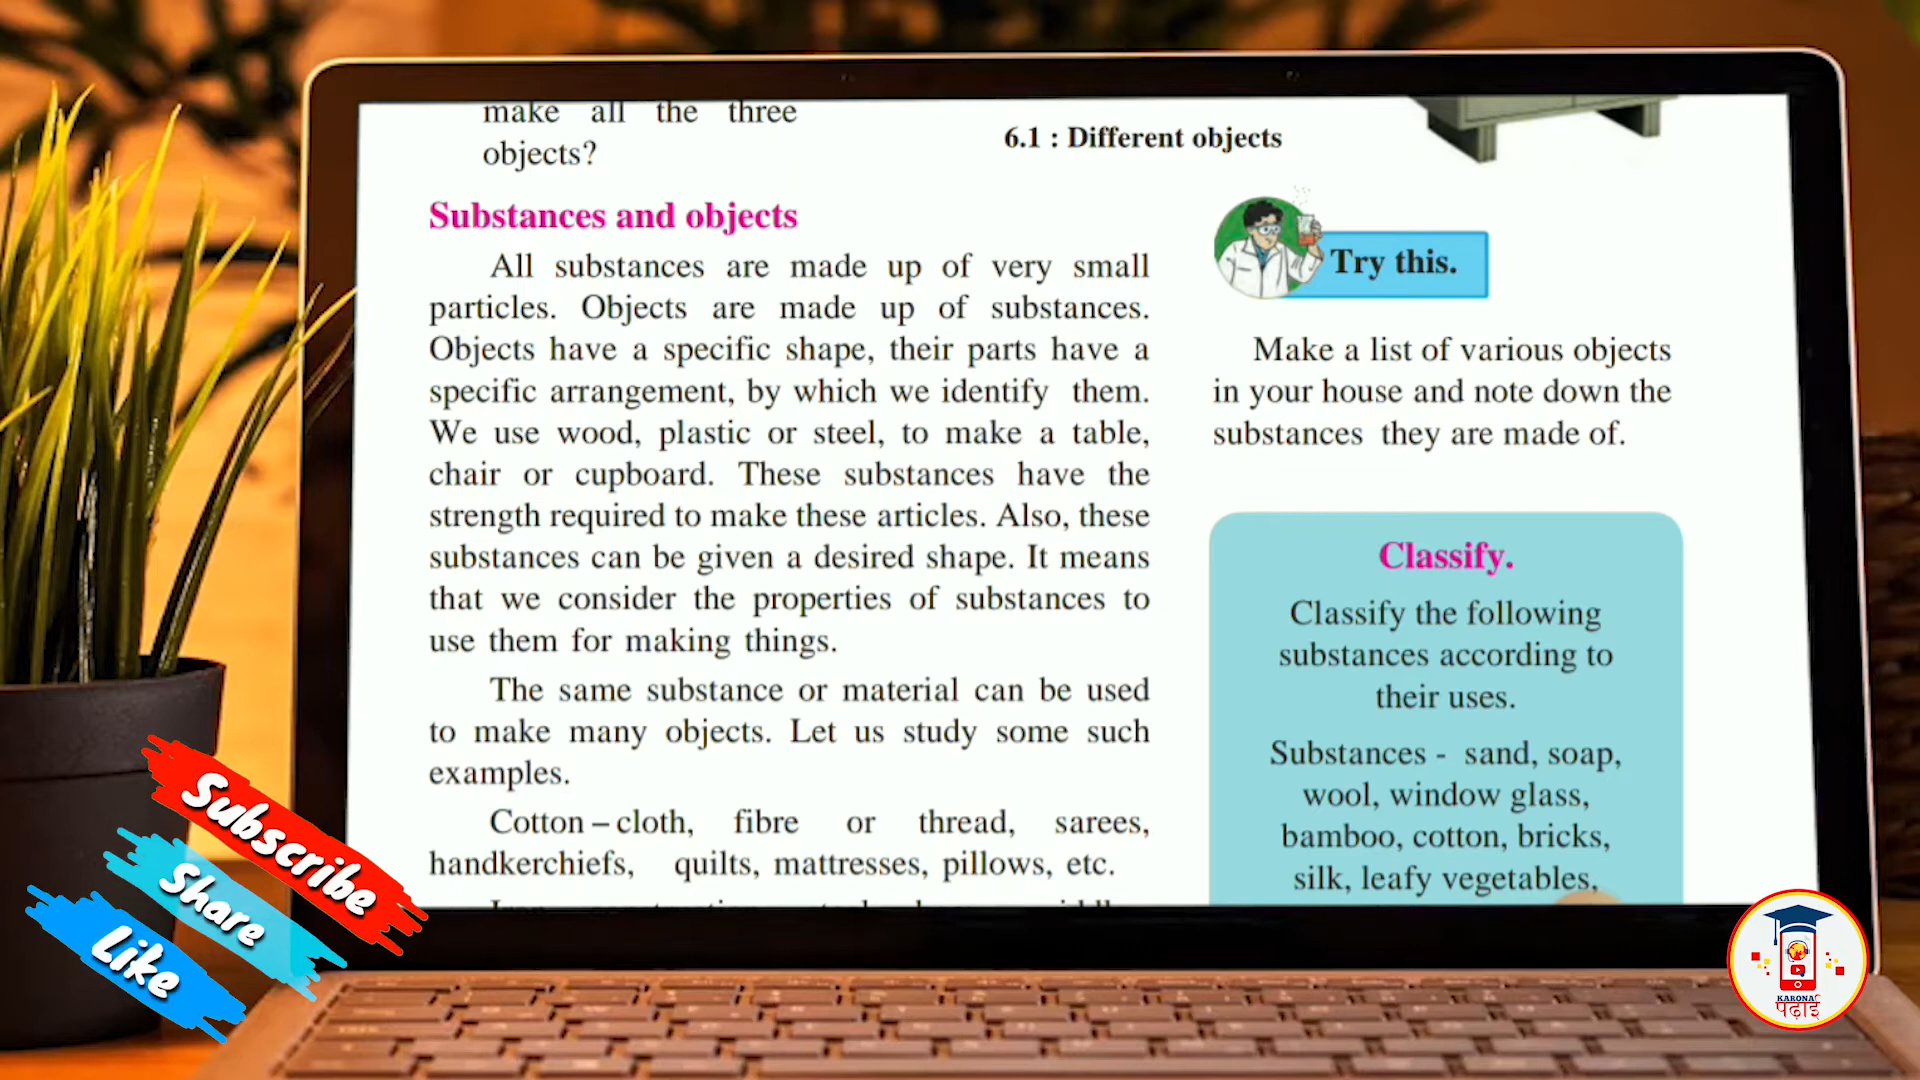 make all the three
objects?
6.1 : Different objects
Substances and objects
All substances are made up of very small
particles. Objects are made up of substances.
Objects have a specific shape, their parts have a
specific arrangement, by which we identify them.
We use wood, plastic or steel, to make a table,
chair or cupboard. These substances have the
strength required to make these articles. Also, these
substances can be given a desired shape. It means
that we consider the properties of substances to
use them for making things.
The same substance or material can be used
to make many objects. Let us study some such
examples.
Cotton – cloth, fibre or thread, sarees,
handkerchiefs, quilts, mattresses, pillows, etc.
Try this.
Make a list of various objects
in your house and note down the
substances they are made of.
Classify.
Classify the following
substances according to
their uses.
Substances - sand, soap,
wool, window glass,
bamboo, cotton, bricks,
silk, leafy vegetables,
Subscribe
Share
Like
KARONA
पढ़ाई